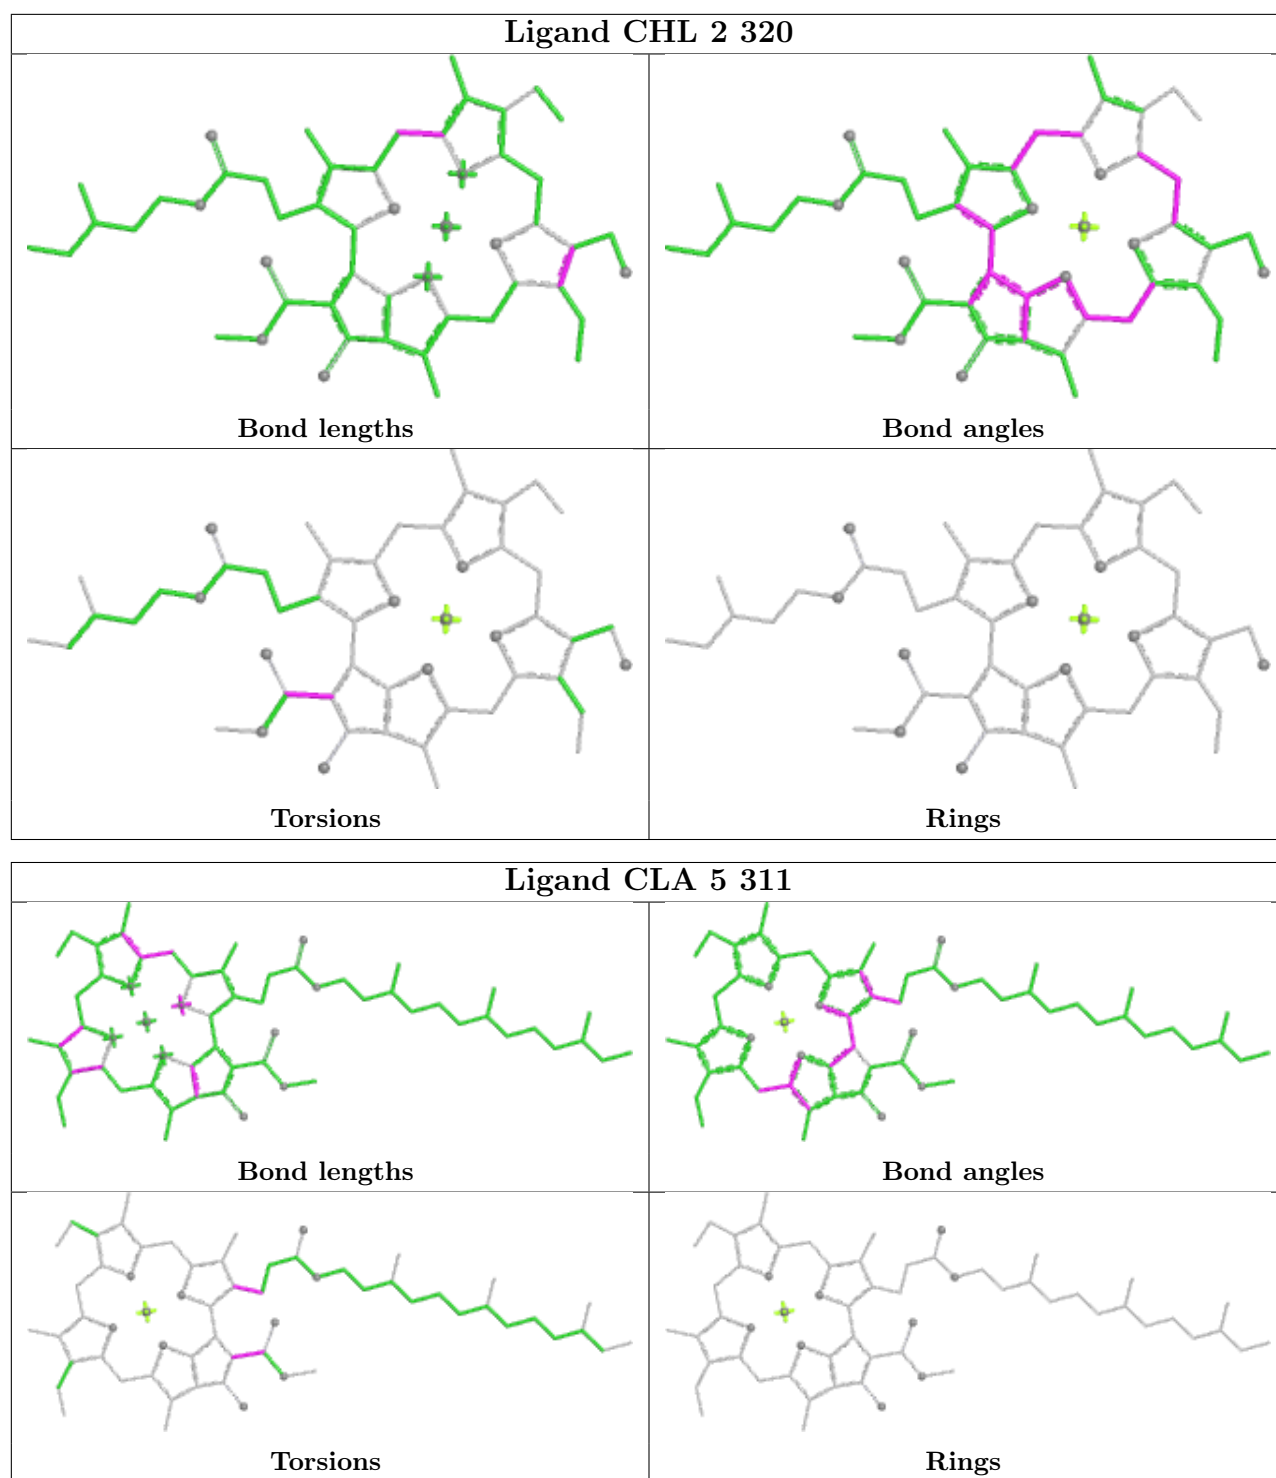 Ligand CHL 2 320
Bond lengths
Bond angles
Torsions
Rings
Ligand CLA 5 311
Bond lengths
Bond angles
Torsions
Rings